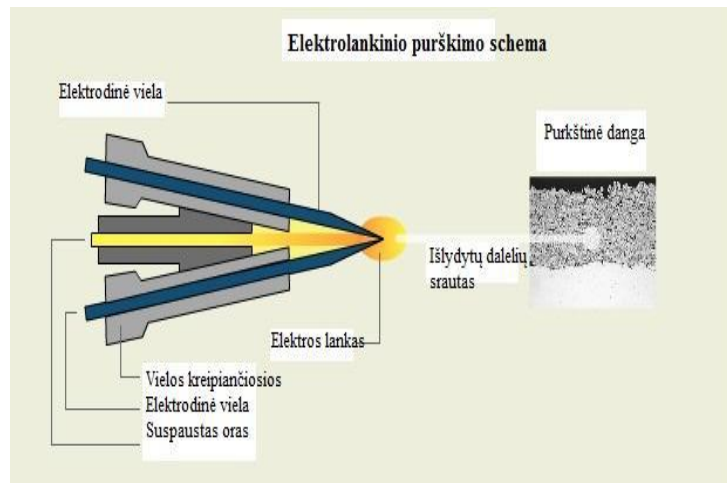 Elektrolankinio purškimo schema
Elektrodinė viela
Purkštinė danga
Išlydytų dalelių
srautas
Elektros lankas
Vielos kreipiančiosios
Elektrodinė viela
Suspaustas oras